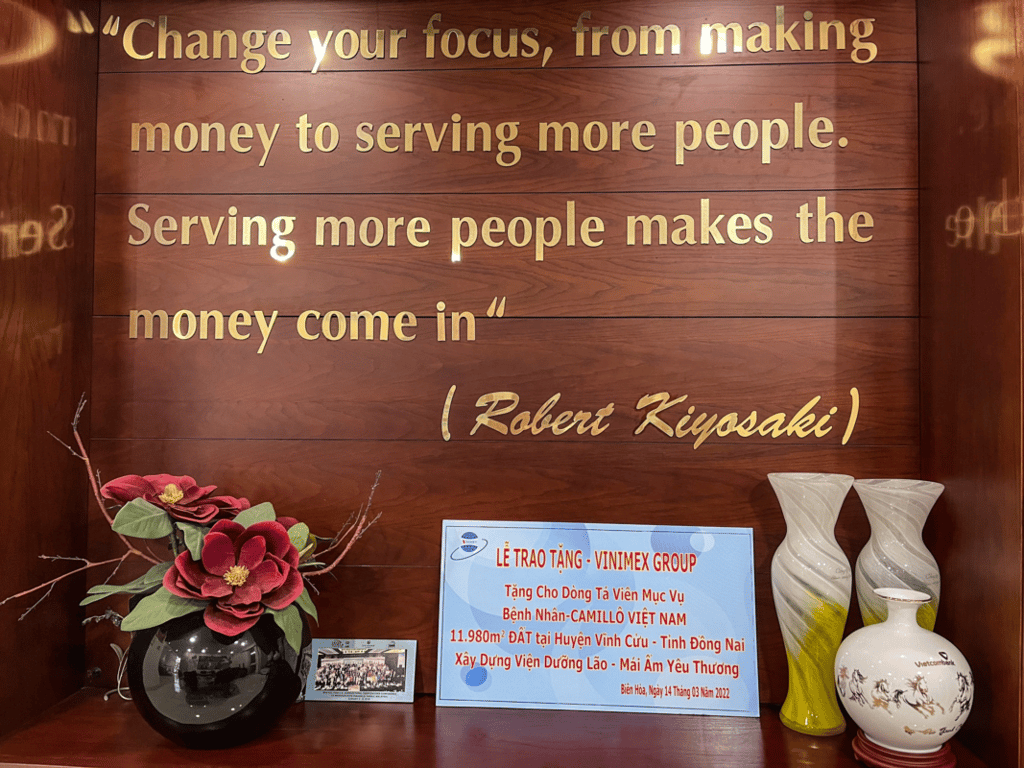 “Change your focus, from making
money to serving more people.
Serving more people makes the
money come in“
( Robert Kiyosaki )
LỄ TRAO TẶNG - VINIMEX GROUP
Tặng Cho Dòng Tá Viên Mục Vụ
Bệnh Nhân-CAMILLÔ VIỆT NAM
11.980m² ĐẤT tại Huyện Vĩnh Cửu - Tỉnh Đồng Nai
Xây Dựng Viện Dưỡng Lão - Mái Ấm Yêu Thương
Biên Hòa, Ngày 14 Tháng 03 Năm 2022
Vietcombank